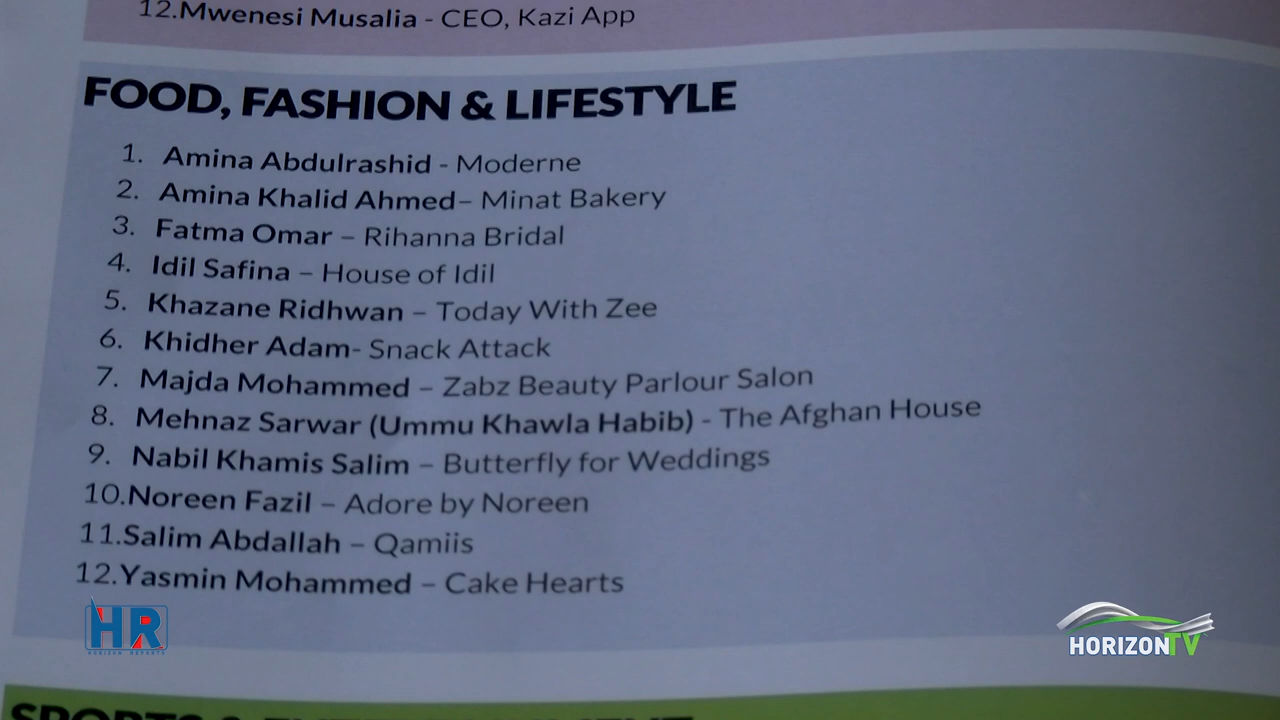 12.Mwenesi Musalia - CEO, Kazi App
FOOD, FASHION & LIFESTYLE
1. Amina Abdulrashid - Moderne
2. Amina Khalid Ahmed– Minat Bakery
3. Fatma Omar – Rihanna Bridal
4. Idil Safina – House of Idil
5. Khazane Ridhwan – Today With Zee
6. Khidher Adam- Snack Attack
7. Majda Mohammed – Zabz Beauty Parlour Salon
8. Mehnaz Sarwar (Ummu Khawla Habib) - The Afghan House
9. Nabil Khamis Salim – Butterfly for Weddings
10.Noreen Fazil – Adore by Noreen
11.Salim Abdallah – Qamiis
12.Yasmin Mohammed – Cake Hearts
HR
HORIZON REPORTS
HORIZON TV
SPORTS &